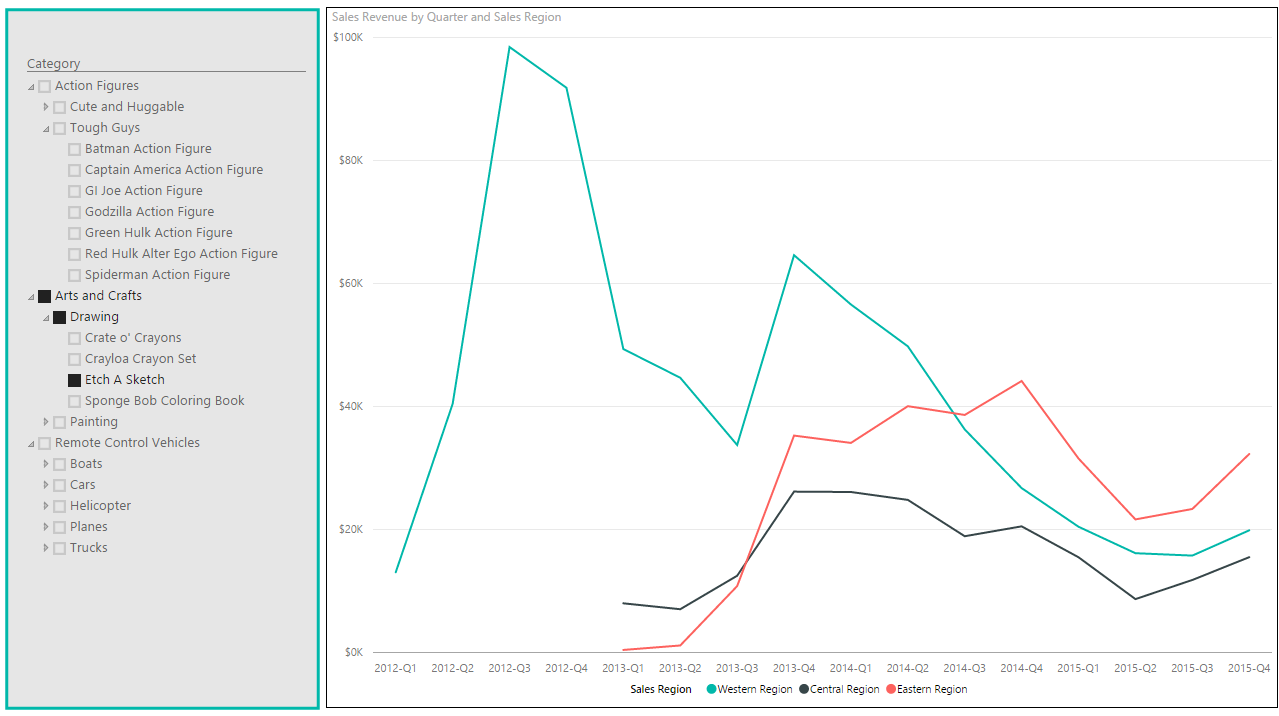 Category
Action Figures
Cute and Huggable
Tough Guys
Batman Action Figure
Captain America Action Figure
GI Joe Action Figure
Godzilla Action Figure
Green Hulk Action Figure
Red Hulk Alter Ego Action Figure
Spiderman Action Figure
Arts and Crafts
Drawing
Crate o' Crayons
Crayloa Crayon Set
Etch A Sketch
Sponge Bob Coloring Book
Painting
Remote Control Vehicles
Boats
Cars
Helicopter
Planes
Trucks
Sales Revenue by Quarter and Sales Region
$100K
$80K
$60K
$40K
$20K
$0K
2012-Q1 2012-Q2 2012-Q3 2012-Q4 2013-Q1 2013-Q2 2013-Q3 2013-Q4 2014-Q1 2014-Q2 2014-Q3 2014-Q4 2015-Q1 2015-Q2 2015-Q3 2015-Q4
Sales Region Western Region Central Region Eastern Region